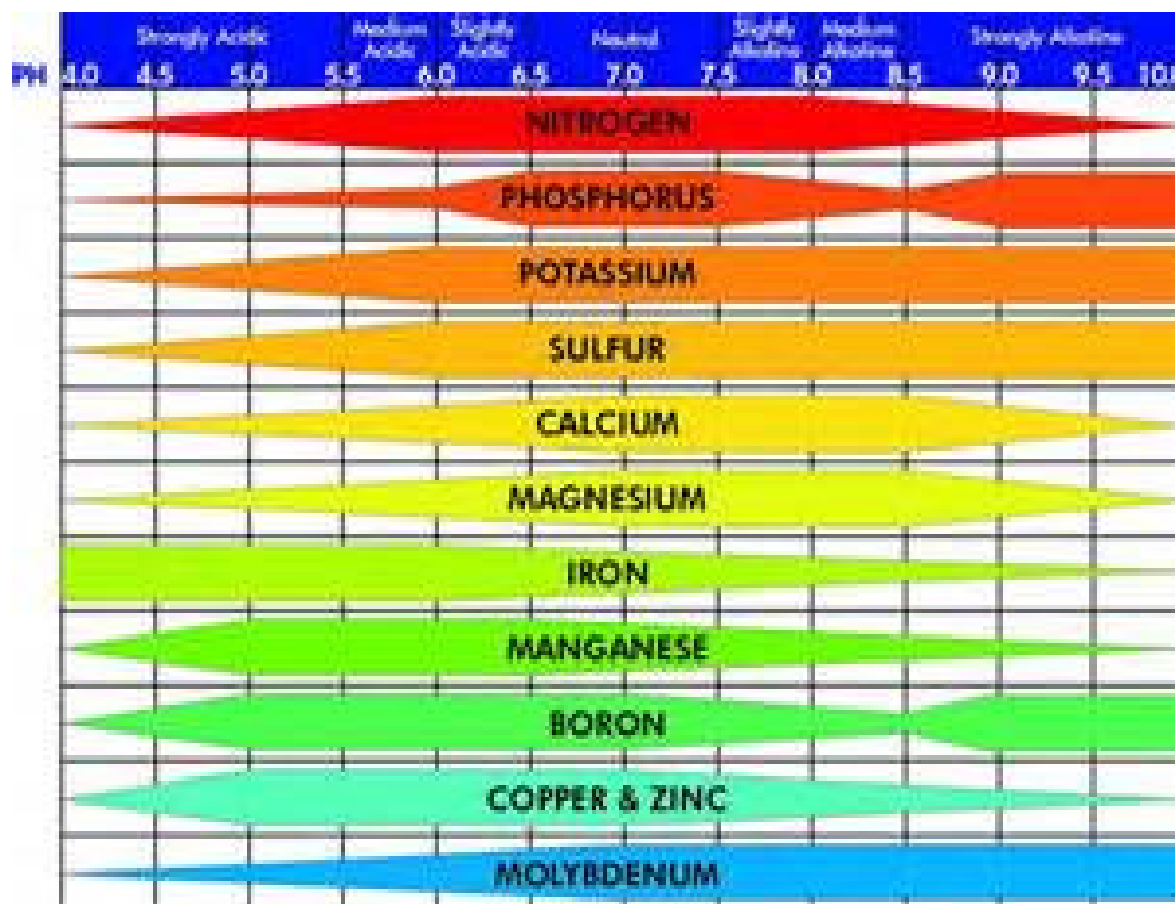 Strongly Acidic Medium Acidic Slightly Acidic Neutral Slightly Alkaline Medium Alkaline Strongly Alkaline
PH 4.0 4.5 5.0 5.5 6.0 6.5 7.0 7.5 8.0 8.5 9.0 9.5 10.0
NITROGEN
PHOSPHORUS
POTASSIUM
SULFUR
CALCIUM
MAGNESIUM
IRON
MANGANESE
BORON
COPPER & ZINC
MOLYBDENUM